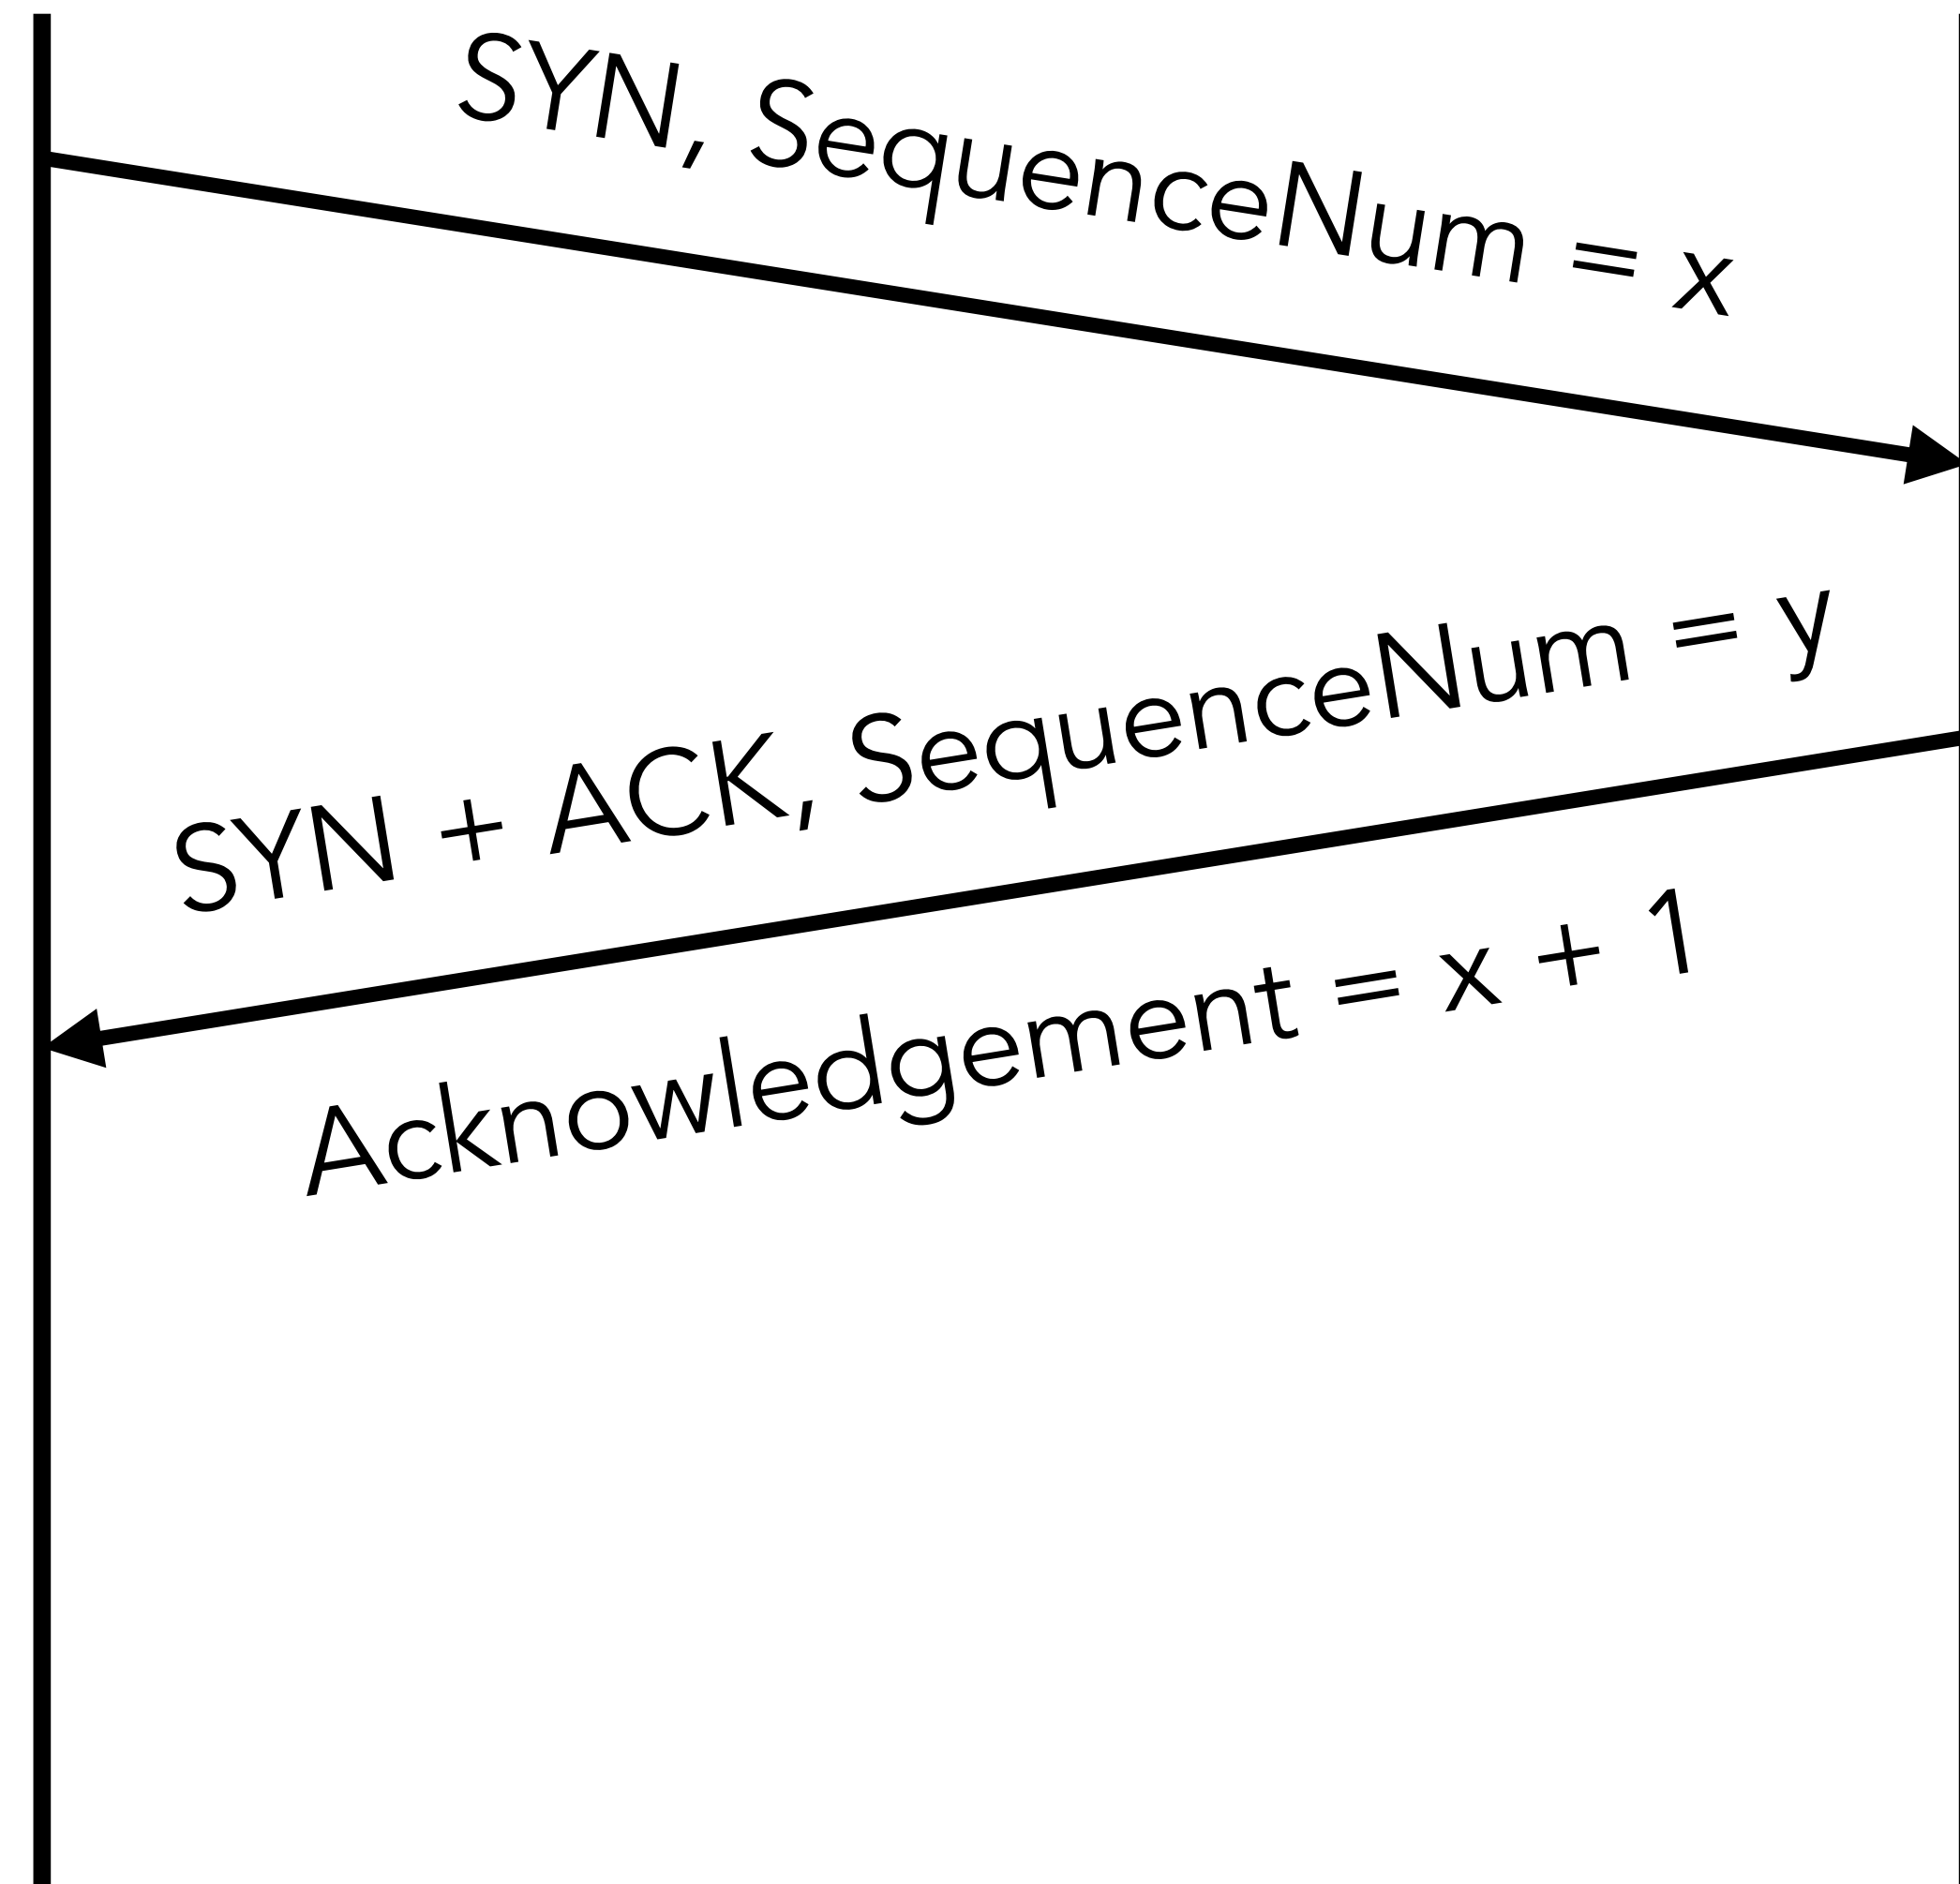 SYN, SequenceNum = x
SYN + ACK, SequenceNum = y
Acknowledgement = x + 1